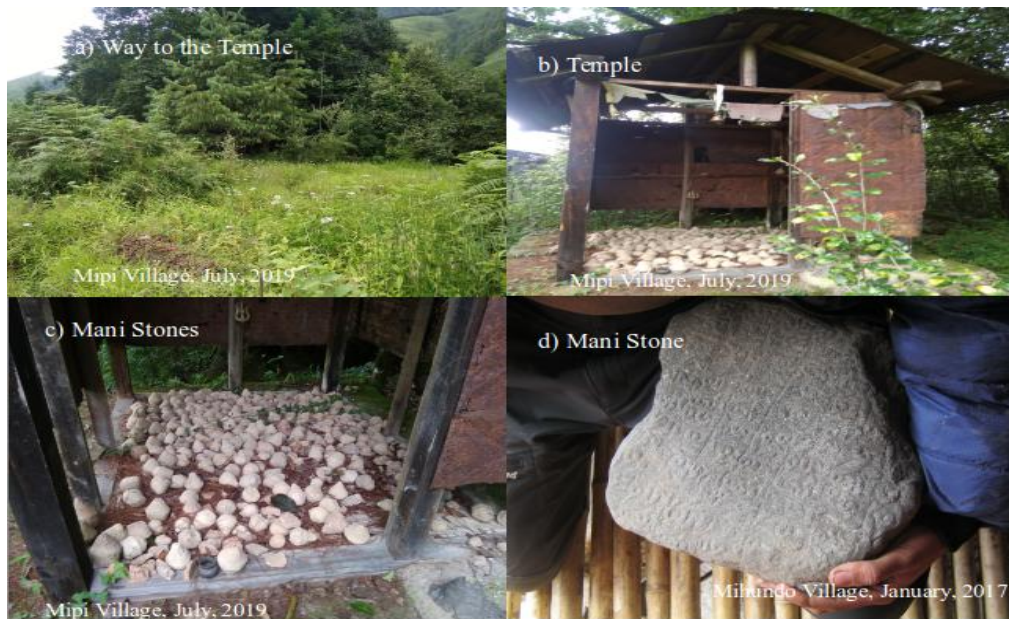 a) Way to the Temple
Mipi Village, July, 2019
b) Temple
Mipi Village, July, 2019
c) Mani Stones
Mipi Village, July, 2019
d) Mani Stone
Mihundo Village, January, 2017